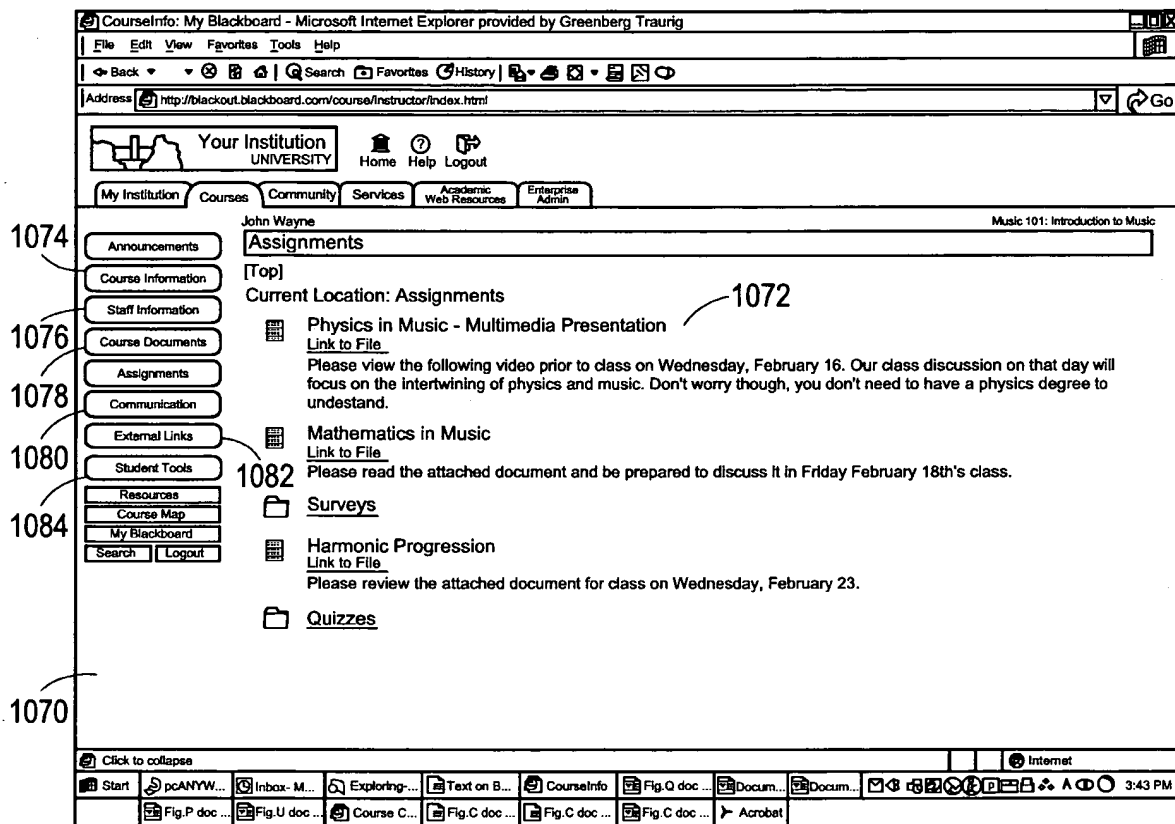 CourseInfo: My Blackboard - Microsoft Internet Explorer provided by Greenberg Traurig
File Edit View Favorites Tools Help
Back Search Favorites History
Address http://blackout.blackboard.com/course/instructor/index.html Go
Your Institution
UNIVERSITY
Home Help Logout
My Institution Courses Community Services Academic Web Resources Enterprise Admin
John Wayne Music 101: Introduction to Music
1074
Announcements
Assignments
Course Information
[Top]
Current Location: Assignments
1072
1076
Staff Information
Physics in Music - Multimedia Presentation
Link to File
Course Documents
Please view the following video prior to class on Wednesday, February 16. Our class discussion on that day will
focus on the intertwining of physics and music. Don't worry though, you don't need to have a physics degree to
undestand.
1078
Assignments
Communication
1080
External Links
1082
Mathematics in Music
Link to File
Please read the attached document and be prepared to discuss it in Friday February 18th's class.
1084
Student Tools
Resources
Course Map
My Blackboard
Search Logout
Surveys
Harmonic Progression
Link to File
Please review the attached document for class on Wednesday, February 23.
Quizzes
1070
Click to collapse Internet
Start pcANYW... Inbox- M... Exploring-... Text on B... CourseInfo Fig.Q doc ... Docum... Docum... 3:43 PM
Fig.P doc ... Fig.U doc ... Course C... Fig.C doc ... Fig.C doc ... Fig.C doc ... Acrobat